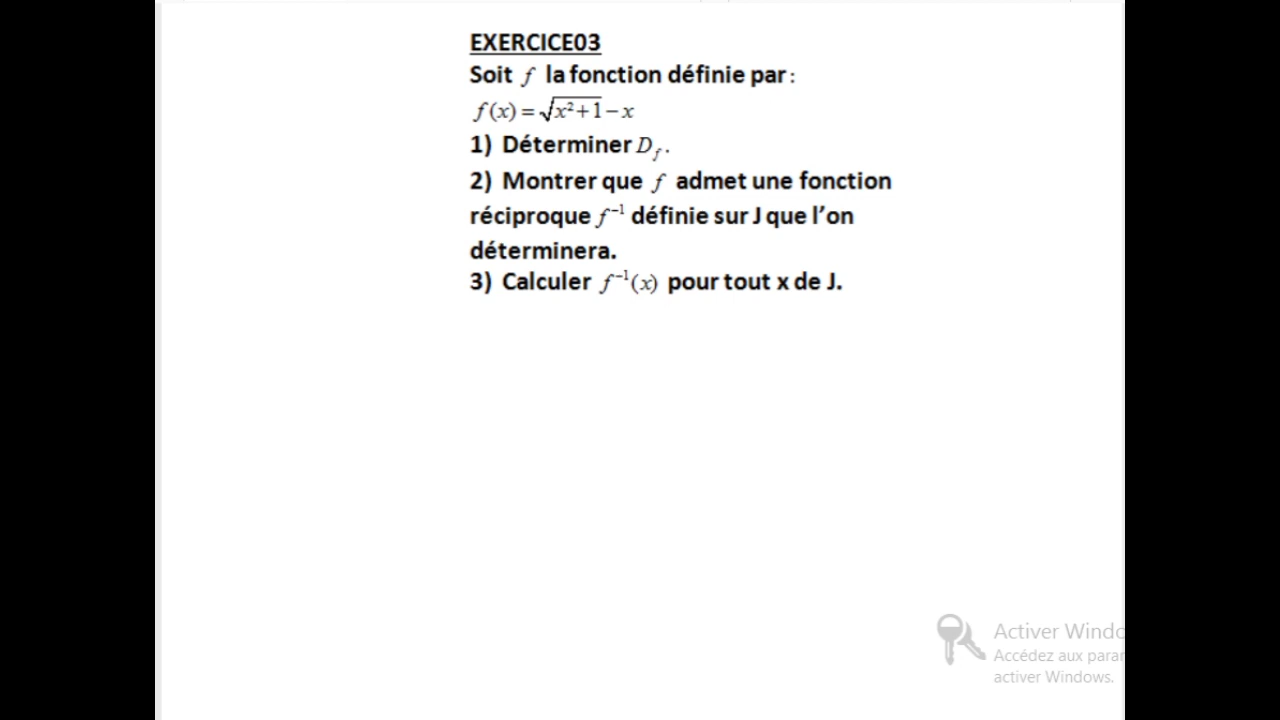 EXERCICE03
Soit f la fonction définie par :
f(x) = √x²+1 − x
1) Déterminer D_f.
2) Montrer que f admet une fonction
réciproque f⁻¹ définie sur J que l’on
déterminera.
3) Calculer f⁻¹(x) pour tout x de J.
Activer Windo
Accédez aux parar
activer Windows.